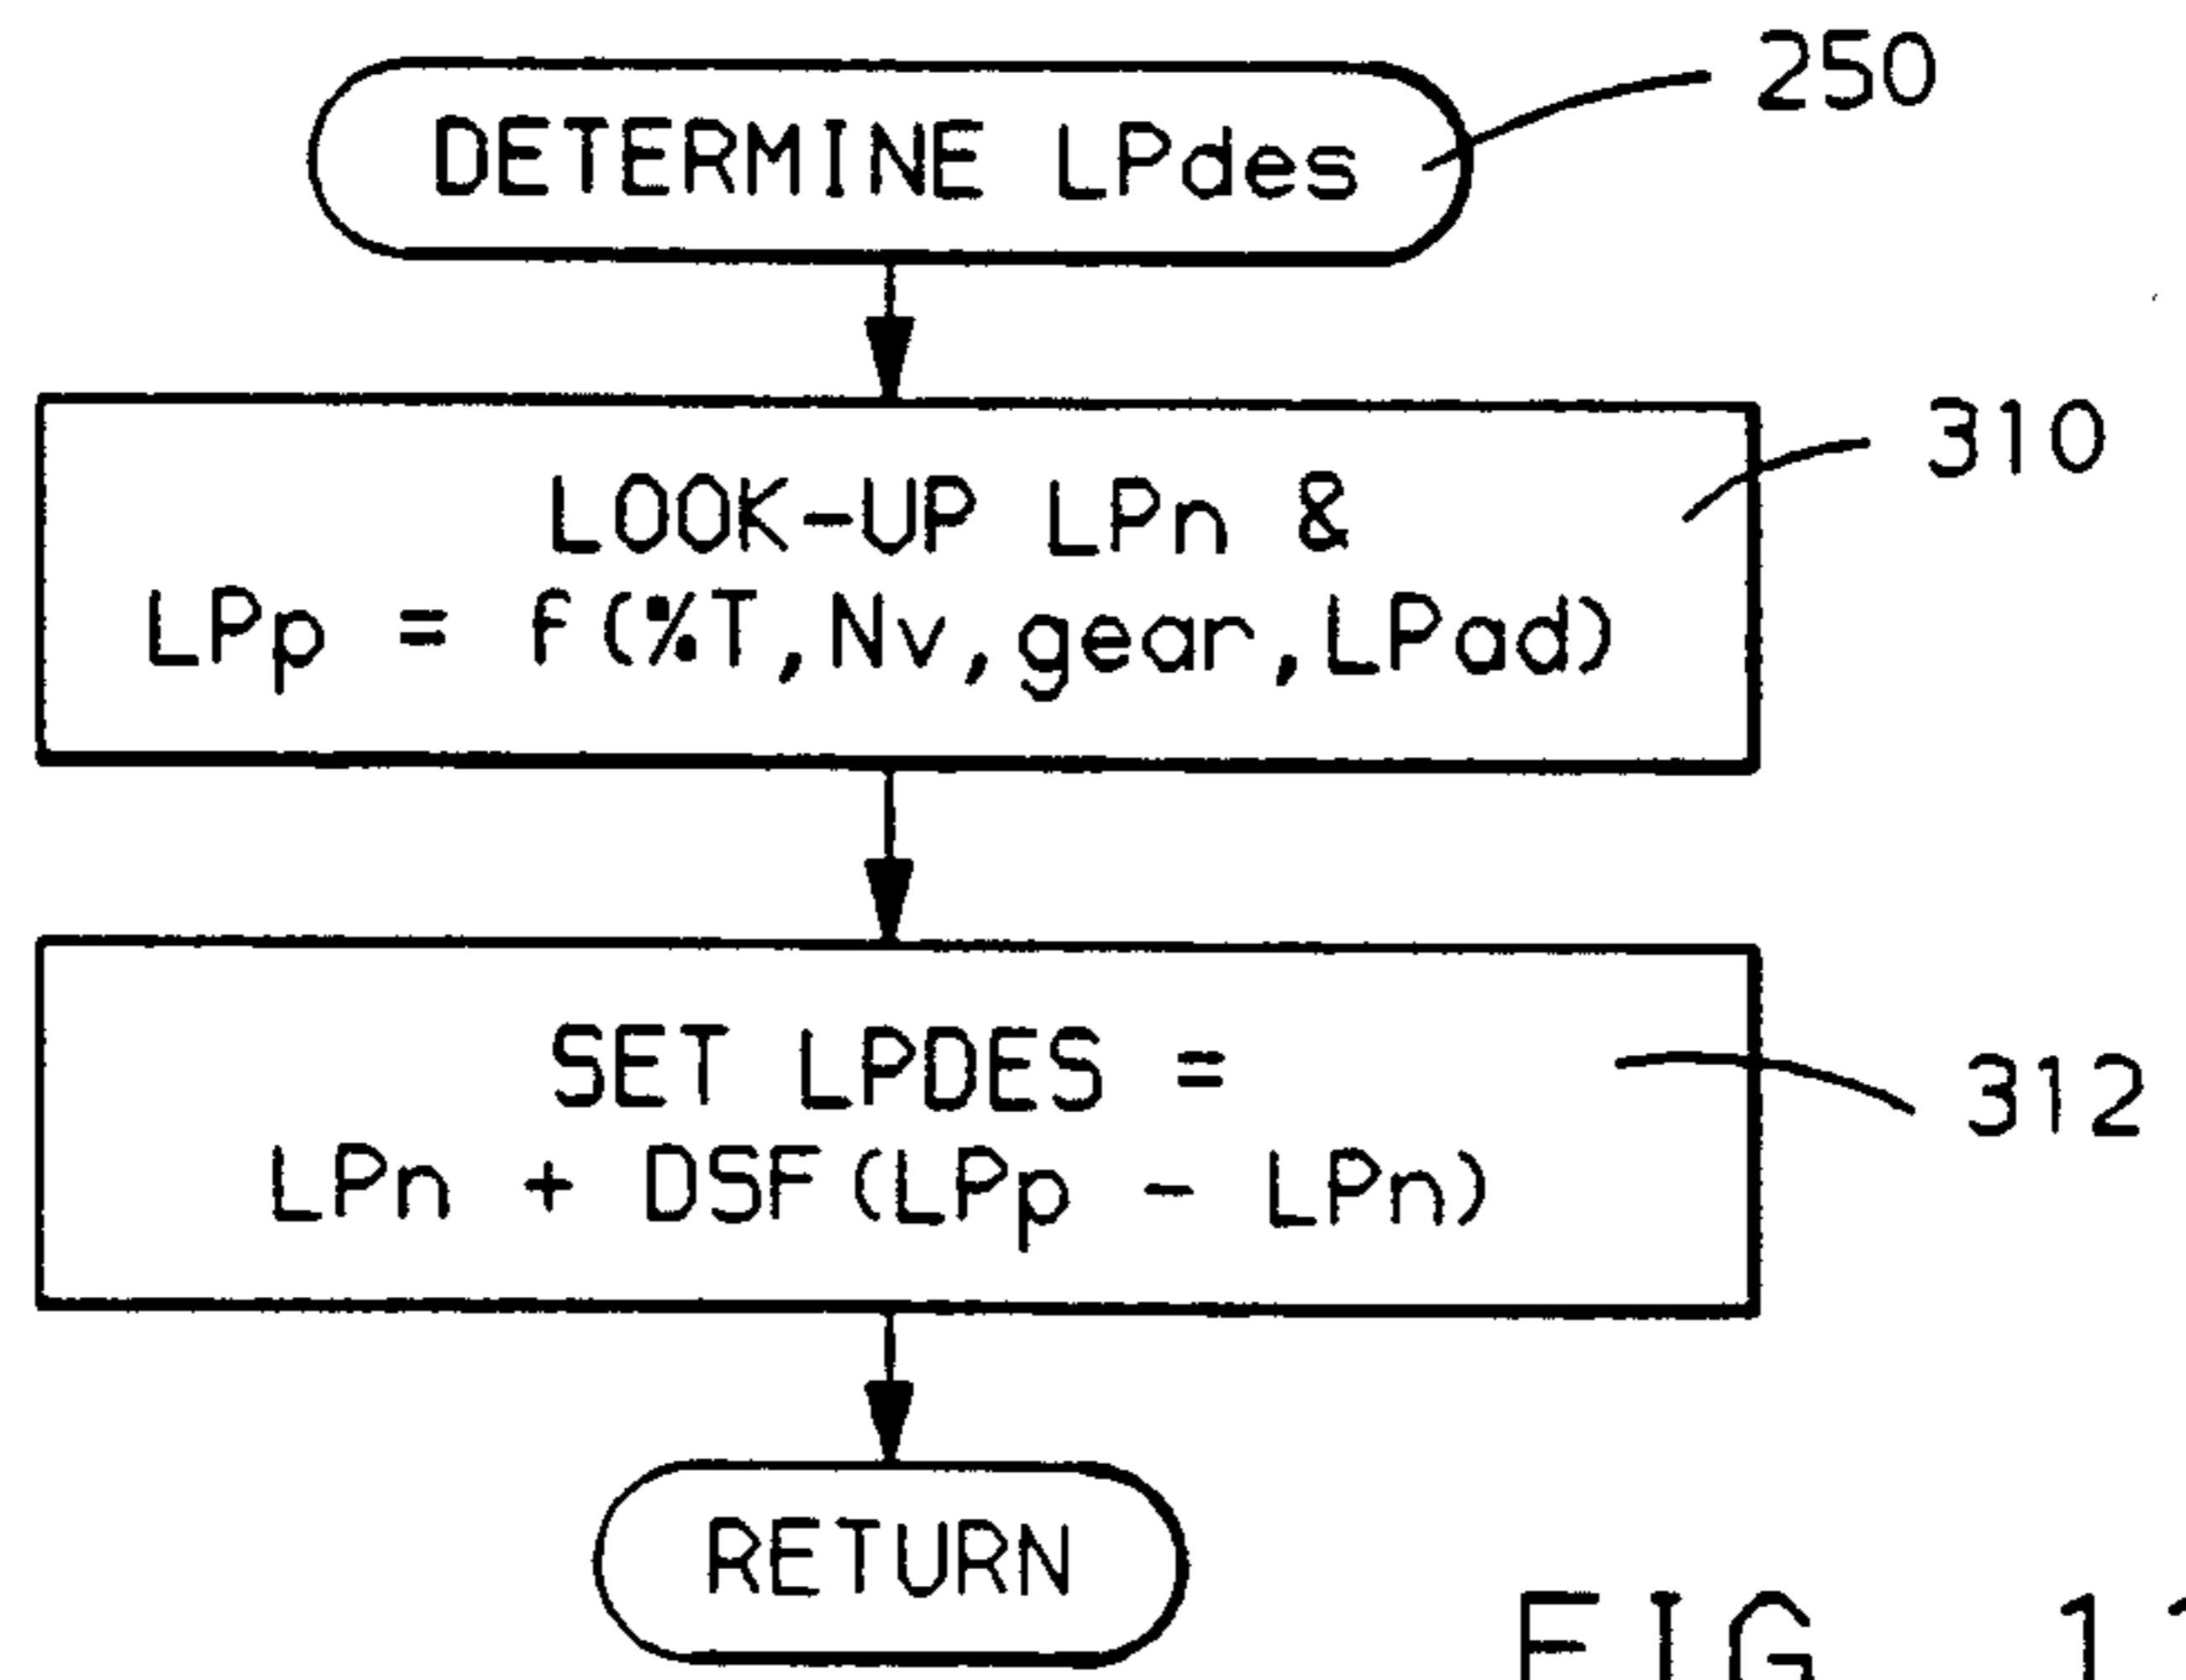 DETERMINE LPdes
250
310
LOOK-UP LPn &
LPp = f(%T,Nv,gear,LPad)
SET LPDES =
312
LPn + DSF(LPp - LPn)
RETURN
FIG